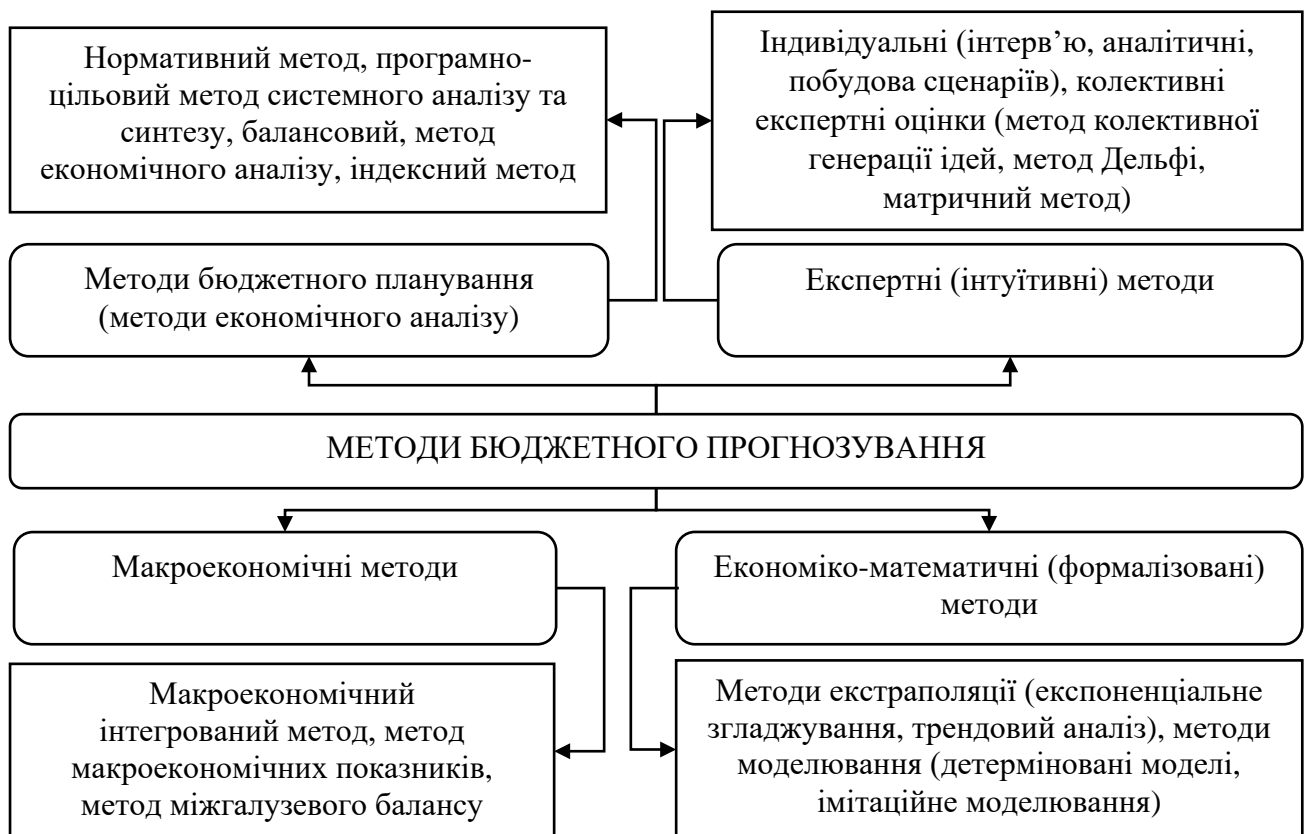 Нормативний метод, програмно-
цільовий метод системного аналізу та
синтезу, балансовий, метод
економічного аналізу, індексний метод
Індивідуальні (інтерв’ю, аналітичні,
побудова сценаріїв), колективні
експертні оцінки (метод колективної
генерації ідей, метод Дельфі,
матричний метод)
Методи бюджетного планування
(методи економічного аналізу)
Експертні (інтуїтивні) методи
МЕТОДИ БЮДЖЕТНОГО ПРОГНОЗУВАННЯ
Макроекономічні методи
Економіко-математичні (формалізовані)
методи
Макроекономічний
інтегрований метод, метод
макроекономічних показників,
метод міжгалузевого балансу
Методи екстраполяції (експоненціальне
згладжування, трендовий аналіз), методи
моделювання (детерміновані моделі,
імітаційне моделювання)